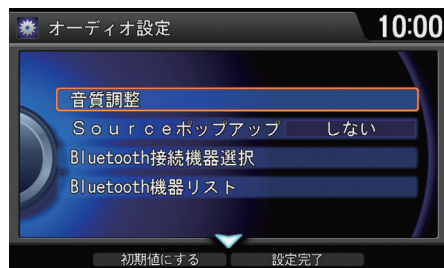 オーディオ設定 10:00
音質調整
Ｓｏｕｒｃｅポップアップ しない
Bluetooth接続機器選択
Bluetooth機器リスト
初期値にする 設定完了